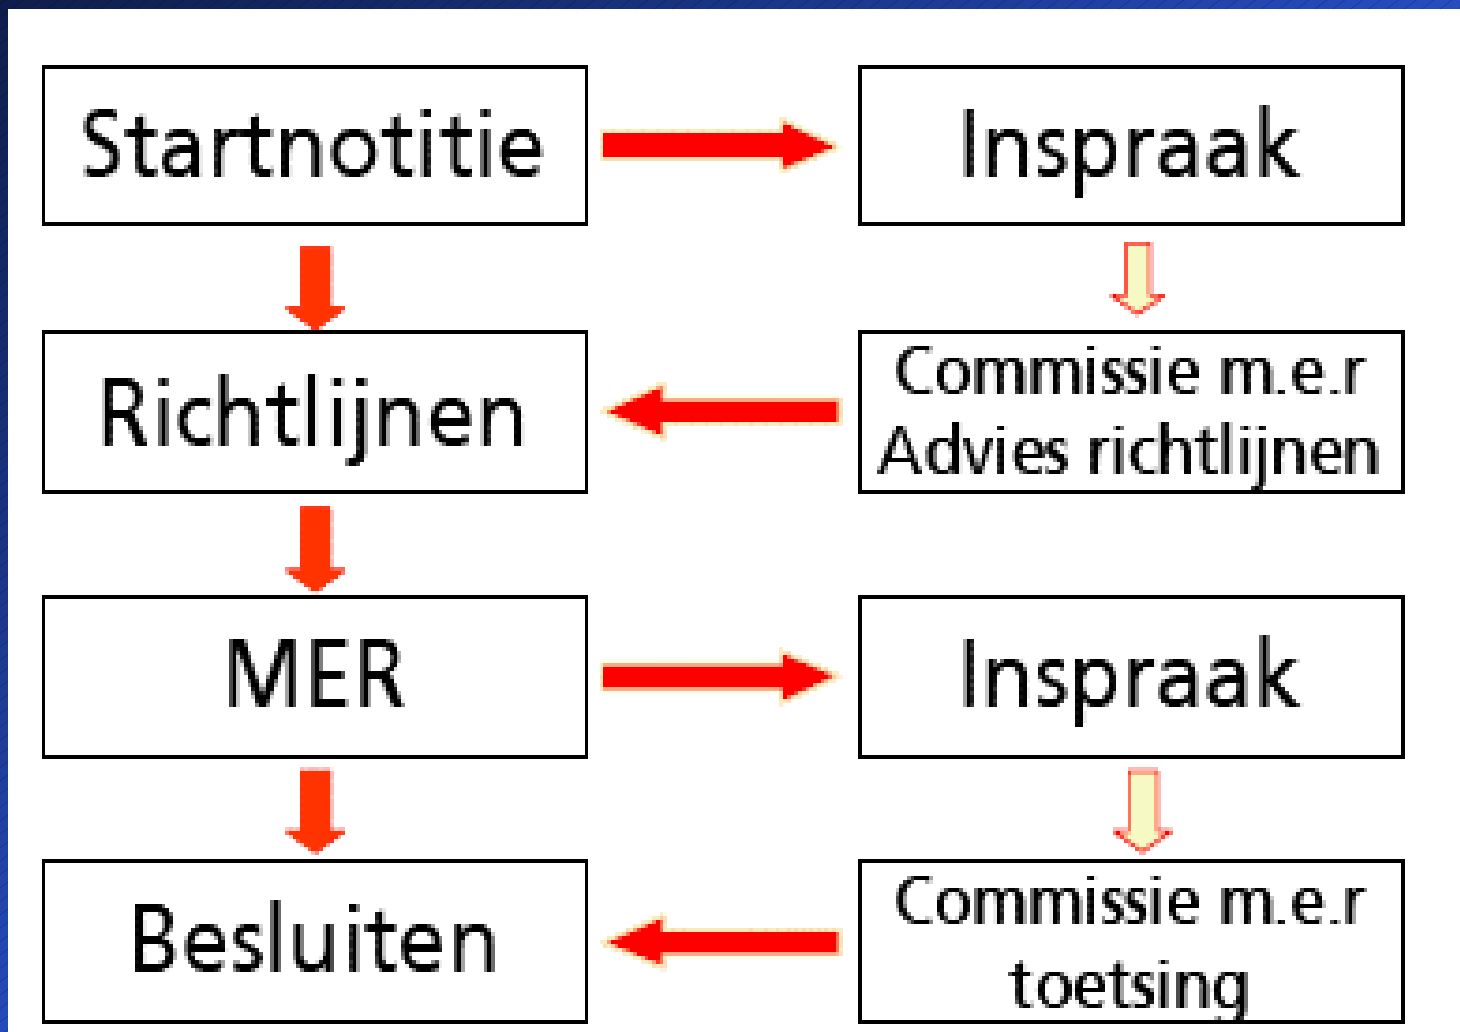 Startnotitie
Inspraak
Richtlijnen
Commissie m.e.r
Advies richtlijnen
MER
Inspraak
Besluiten
Commissie m.e.r
toetsing